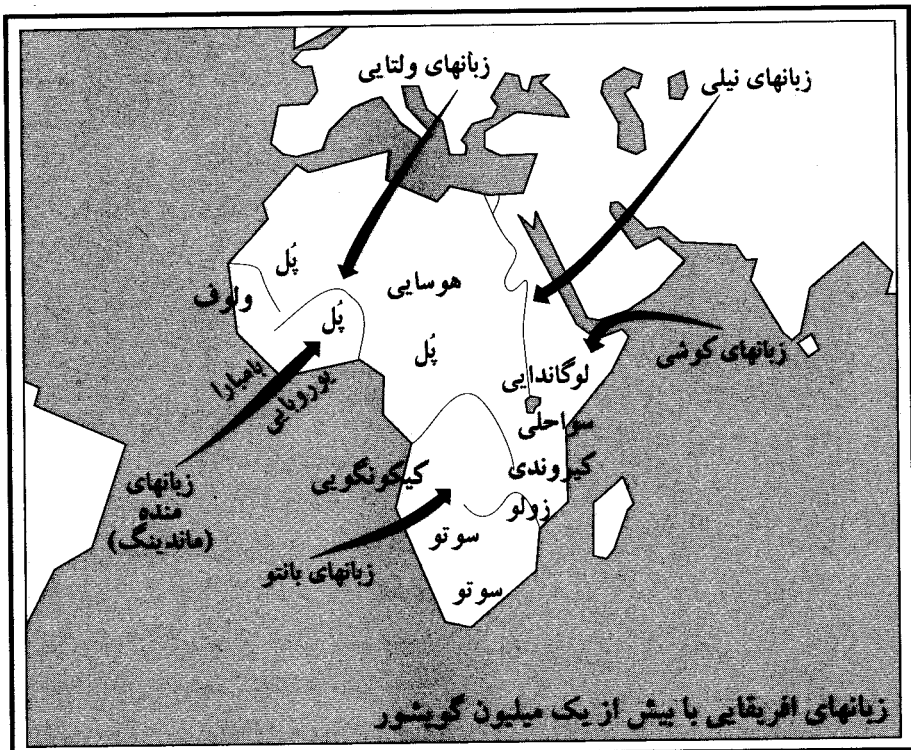 زبانهای ولتایی
زبانهای نیلی
پُل
هوسایی
ولوف
پُل
پُل
زبانهای کوشی
لوگاندایی
بامبارا
یوروبایی
سواحلی
کیروندی
کیکونگویی
زبانهای
منده
(ماندینگ)
زولو
سوتو
زبانهای بانتو
سوتو
زبانهای افریقایی با بیش از یک میلیون گویشور